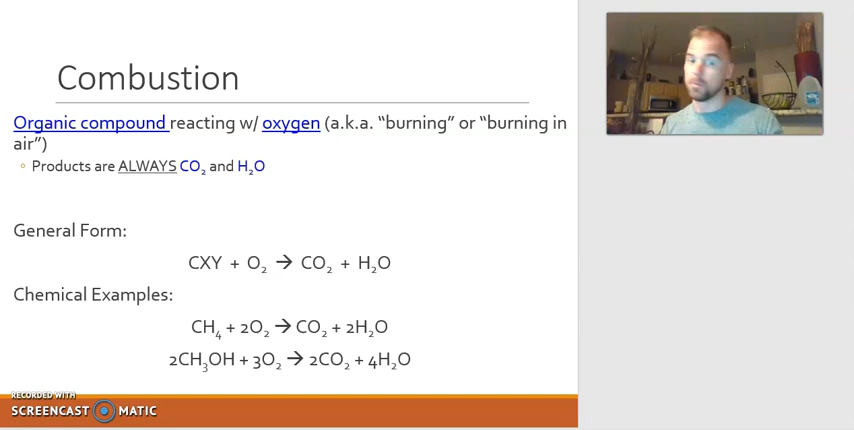 Combustion
Organic compound reacting w/ oxygen (a.k.a. “burning” or “burning in
air”)
◦ Products are ALWAYS CO₂ and H₂O
General Form:
CXY + O₂ → CO₂ + H₂O
Chemical Examples:
CH₄ + 2O₂ → CO₂ + 2H₂O
2CH₃OH + 3O₂ → 2CO₂ + 4H₂O
RECORDED WITH
SCREENCAST MATIC